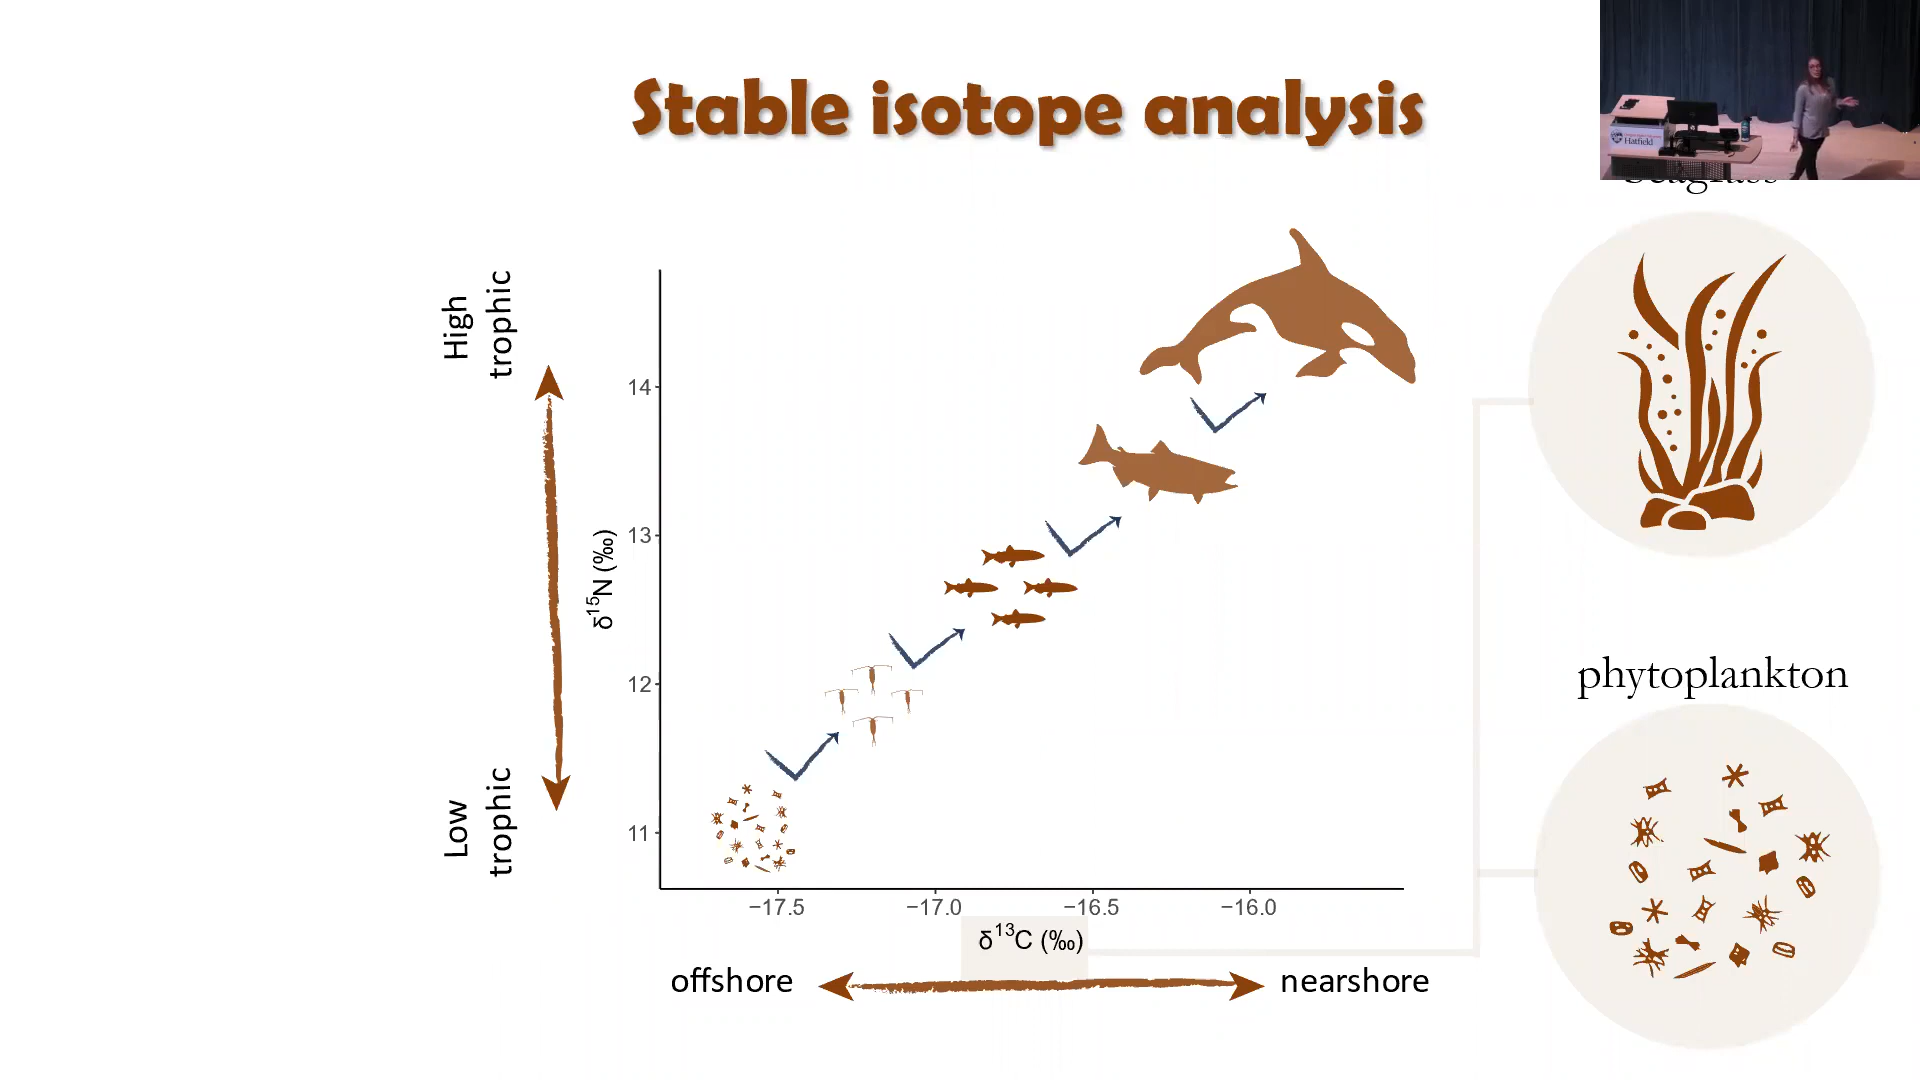 Stable isotope analysis
Hatfield
High
trophic
14
13
12
11
δ¹⁵N (‰)
Low
trophic
−17.5 −17.0 −16.5 −16.0
δ¹³C (‰)
offshore
nearshore
phytoplankton